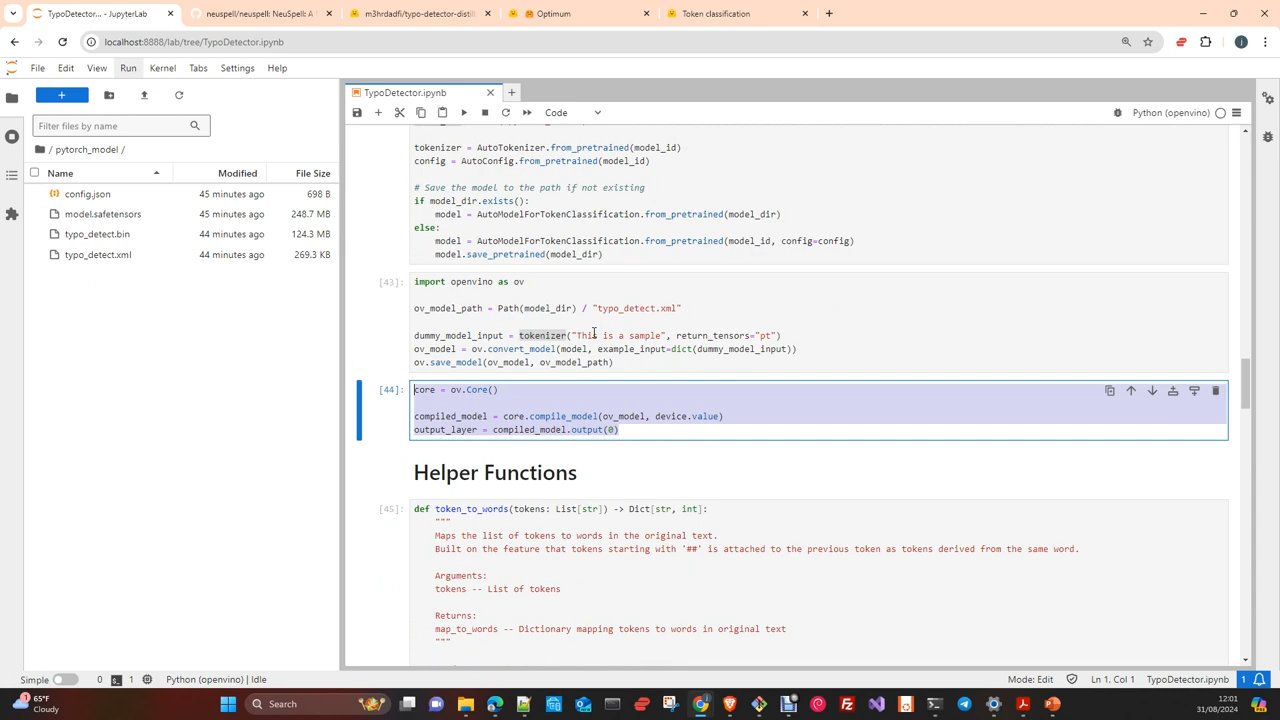 TypoDetector... - JupyterLab
neuspell/neuspell: NeuSpell: A
m3hrdadfi/typo-detector-distil
Optimum
Token classification
localhost:8888/lab/tree/TypoDetector.ipynb
File Edit View Run Kernel Tabs Settings Help
TypoDetector.ipynb
Code
Python (openvino)
Filter files by name
/ pytorch_model /
Name Modified File Size
config.json 45 minutes ago 698 B
model.safetensors 45 minutes ago 248.7 MB
typo_detect.bin 44 minutes ago 124.3 MB
typo_detect.xml 44 minutes ago 269.3 KB
tokenizer = AutoTokenizer.from_pretrained(model_id)
config = AutoConfig.from_pretrained(model_id)
# Save the model to the path if not existing
if model_dir.exists():
model = AutoModelForTokenClassification.from_pretrained(model_dir)
else:
model = AutoModelForTokenClassification.from_pretrained(model_id, config=config)
model.save_pretrained(model_dir)
[43]:
import openvino as ov
ov_model_path = Path(model_dir) / "typo_detect.xml"
dummy_model_input = tokenizer("This is a sample", return_tensors="pt")
ov_model = ov.convert_model(model, example_input=dict(dummy_model_input))
ov.save_model(ov_model, ov_model_path)
[44]:
core = ov.Core()
compiled_model = core.compile_model(ov_model, device.value)
output_layer = compiled_model.output(0)
Helper Functions
[45]:
def token_to_words(tokens: List[str]) -> Dict[str, int]:
"""
Maps the list of tokens to words in the original text.
Built on the feature that tokens starting with '##' is attached to the previous token as tokens derived from the same word.
Arguments:
tokens -- List of tokens
Returns:
map_to_words -- Dictionary mapping tokens to words in original text
"""
Simple 0 1 Python (openvino) | Idle
Mode: Edit Ln 1, Col 1 TypoDetector.ipynb 1
65°F
Cloudy
Search
12:01
31/08/2024